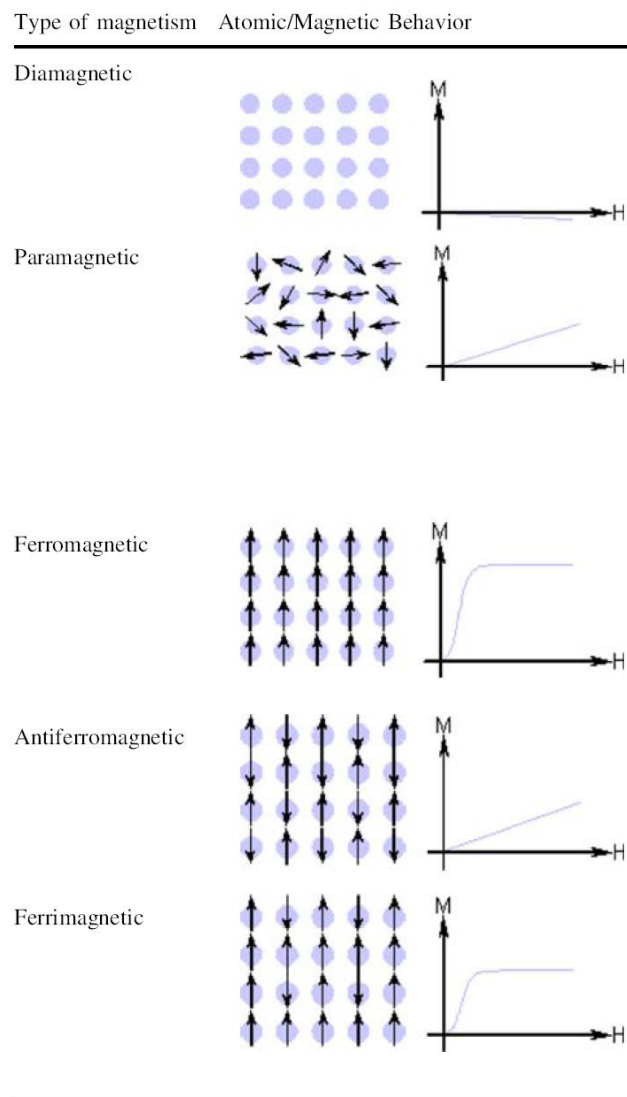 Type of magnetism Atomic/Magnetic Behavior
Diamagnetic
M
H
Paramagnetic
M
H
Ferromagnetic
M
H
Antiferromagnetic
M
H
Ferrimagnetic
M
H